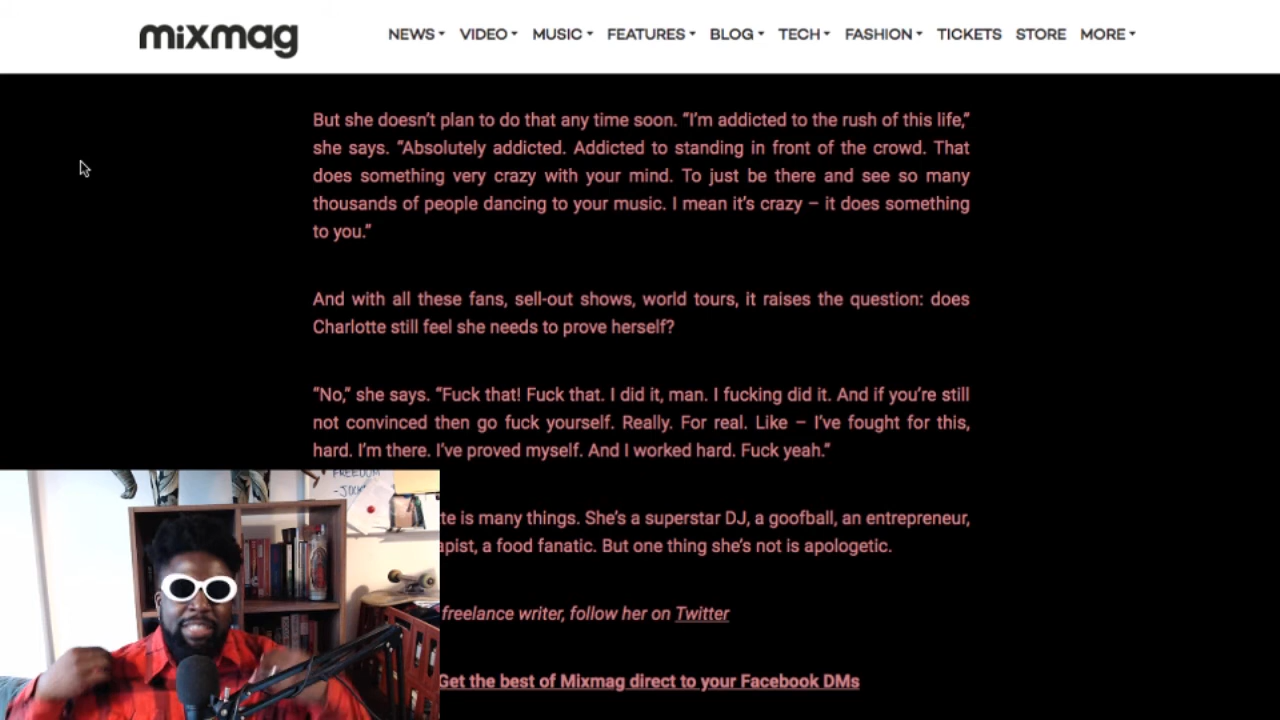 mixmag
NEWS VIDEO MUSIC FEATURES BLOG TECH FASHION TICKETS STORE MORE
But she doesn’t plan to do that any time soon. “I’m addicted to the rush of this life,”
she says. “Absolutely addicted. Addicted to standing in front of the crowd. That
does something very crazy with your mind. To just be there and see so many
thousands of people dancing to your music. I mean it’s crazy – it does something
to you.”
And with all these fans, sell-out shows, world tours, it raises the question: does
Charlotte still feel she needs to prove herself?
“No,” she says. “Fuck that! Fuck that. I did it, man. I fucking did it. And if you’re still
not convinced then go fuck yourself. Really. For real. Like – I’ve fought for this,
hard. I’m there. I’ve proved myself. And I worked hard. Fuck yeah.”
te is many things. She’s a superstar DJ, a goofball, an entrepreneur,
apist, a food fanatic. But one thing she’s not is apologetic.
freelance writer, follow her on Twitter
Get the best of Mixmag direct to your Facebook DMs
FREEDOM